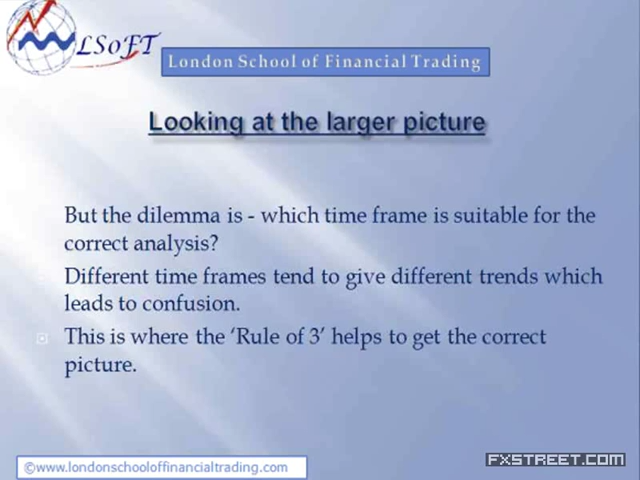 LSoFT
London School of Financial Trading
Looking at the larger picture
But the dilemma is - which time frame is suitable for the
correct analysis?
Different time frames tend to give different trends which
leads to confusion.
This is where the ‘Rule of 3’ helps to get the correct
picture.
©www.londonschooloffinancialtrading.com
FXSTREET.COM